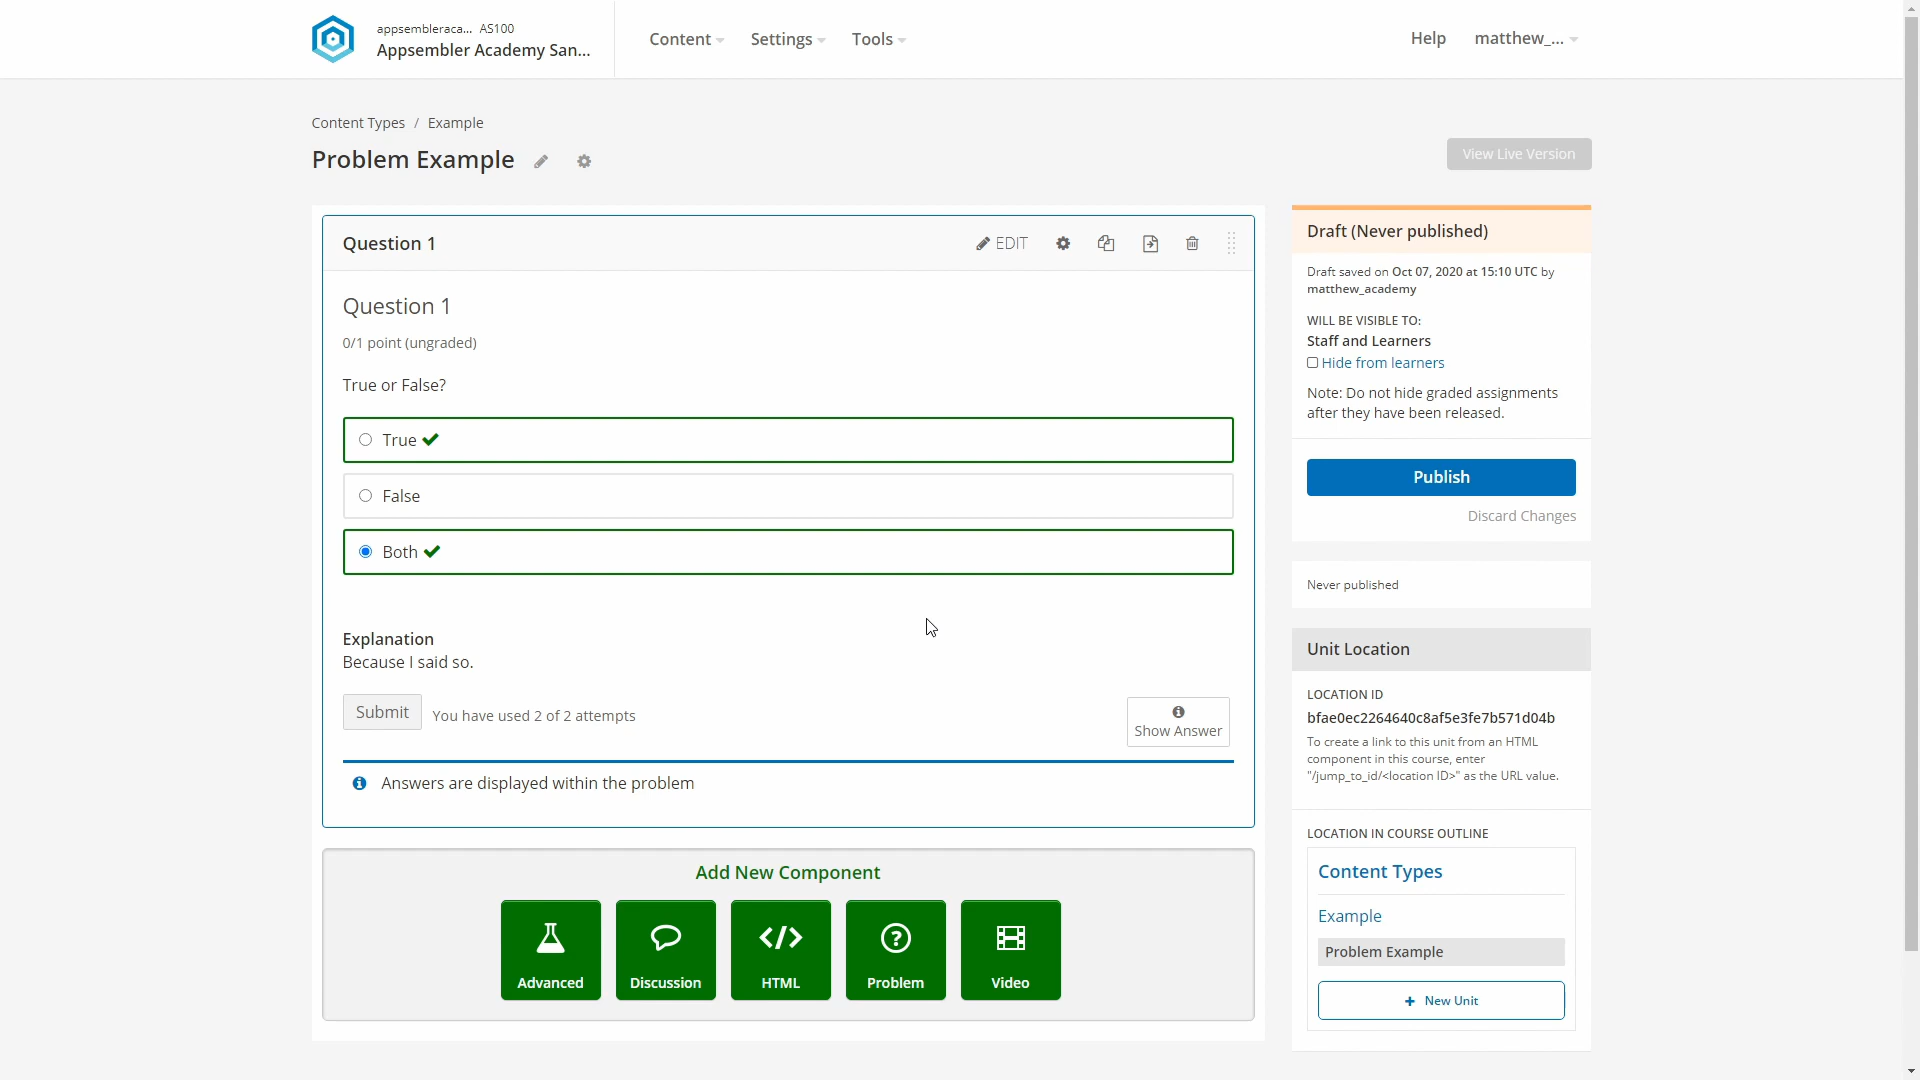 appsembleraca... AS100
Appsembler Academy San...
Content
Settings
Tools
Help
matthew_...
Content Types / Example
Problem Example
View Live Version
Question 1
EDIT
Question 1
0/1 point (ungraded)
True or False?
True
False
Both
Explanation
Because I said so.
Submit
You have used 2 of 2 attempts
Show Answer
Answers are displayed within the problem
Add New Component
Advanced
Discussion
HTML
Problem
Video
Draft (Never published)
Draft saved on Oct 07, 2020 at 15:10 UTC by
matthew_academy
WILL BE VISIBLE TO:
Staff and Learners
Hide from learners
Note: Do not hide graded assignments
after they have been released.
Publish
Discard Changes
Never published
Unit Location
LOCATION ID
bfae0ec2264640c8af5e3fe7b571d04b
To create a link to this unit from an HTML
component in this course, enter
"/jump_to_id/<location ID>" as the URL value.
LOCATION IN COURSE OUTLINE
Content Types
Example
Problem Example
+ New Unit